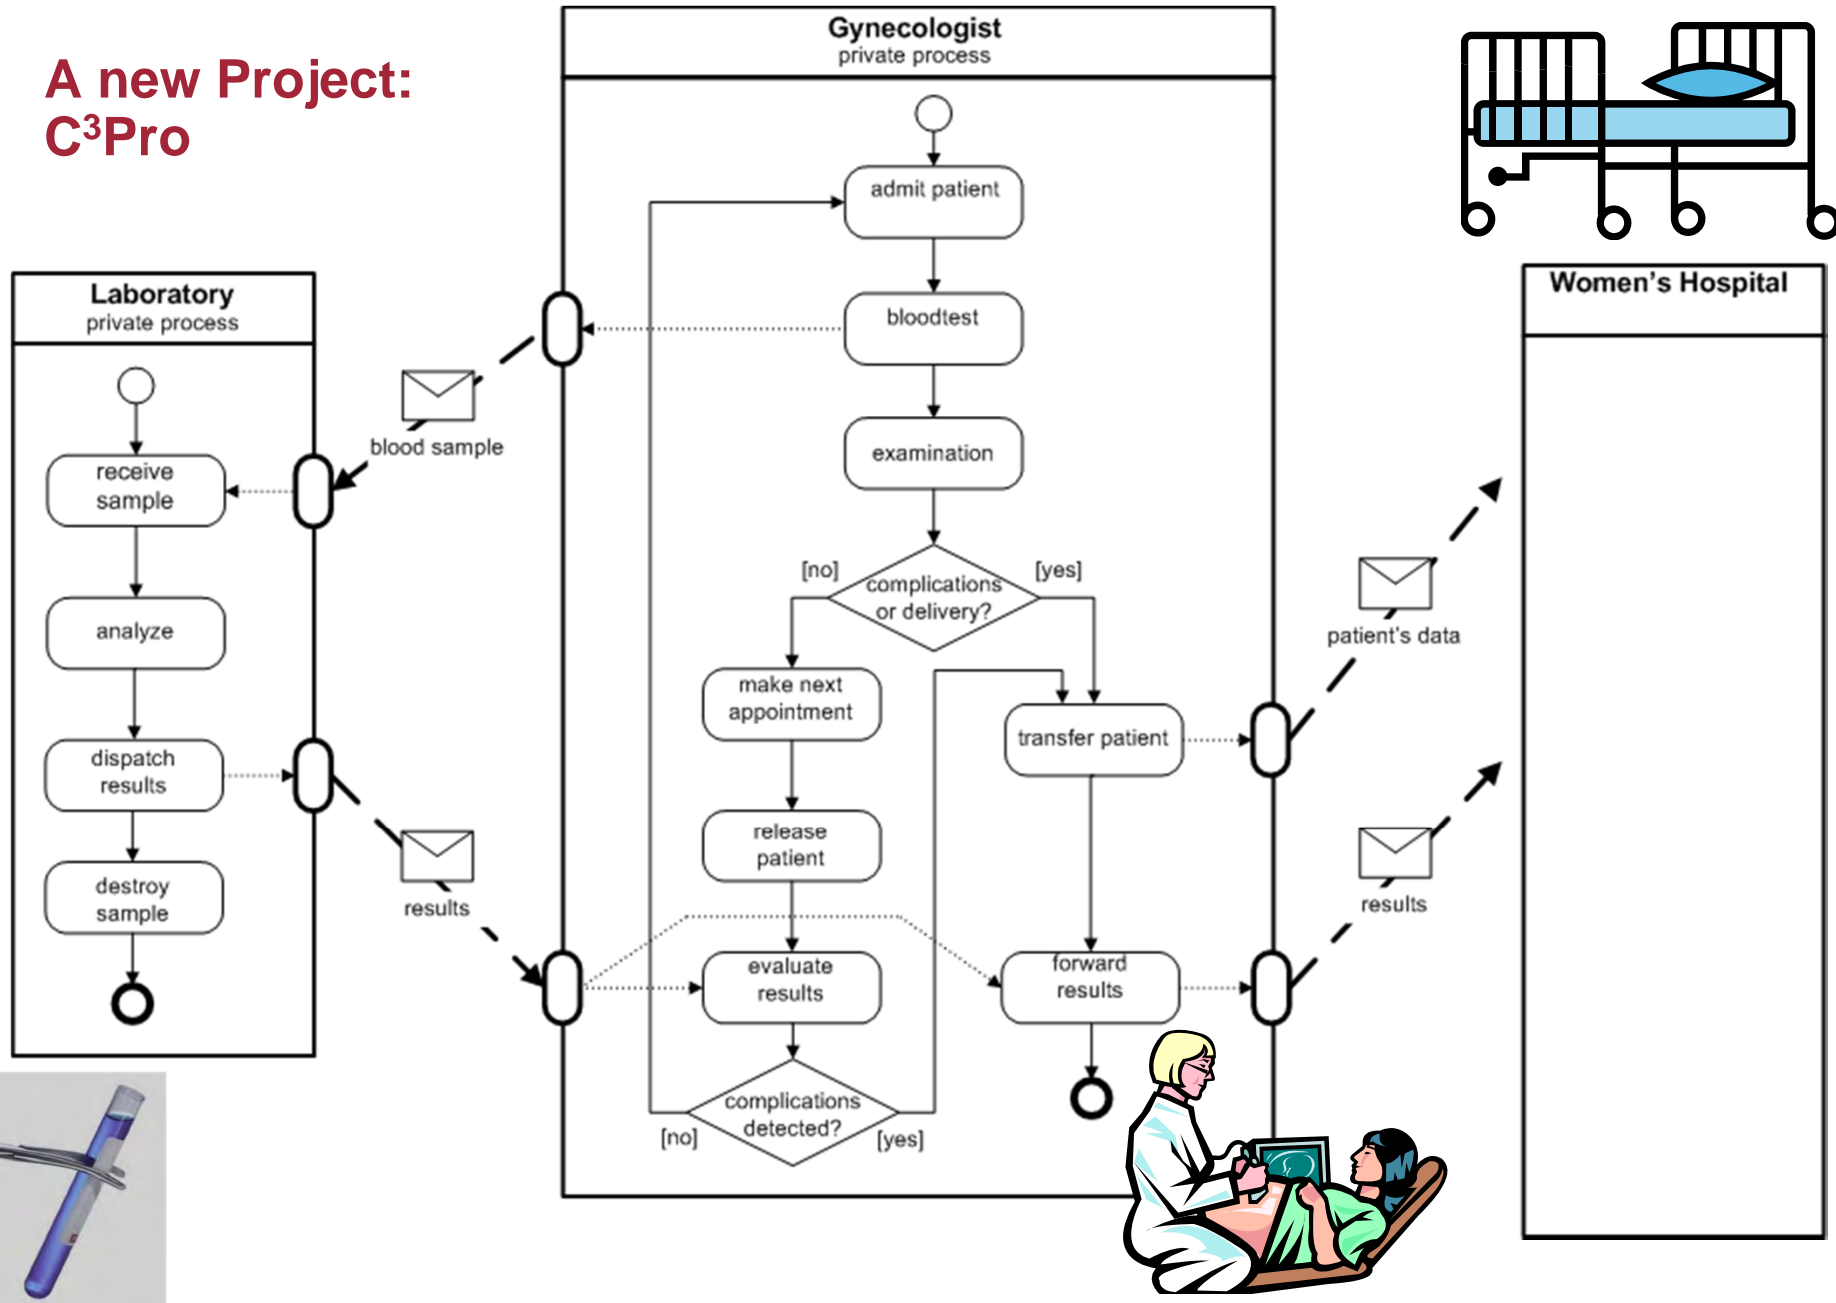 A new Project:
C³Pro
Gynecologist
private process
admit patient
bloodtest
examination
[no]
complications
or delivery?
[yes]
make next
appointment
transfer patient
release
patient
evaluate
results
forward
results
complications
detected?
[no]
[yes]
Laboratory
private process
receive
sample
analyze
dispatch
results
destroy
sample
blood sample
results
patient's data
results
Women's Hospital